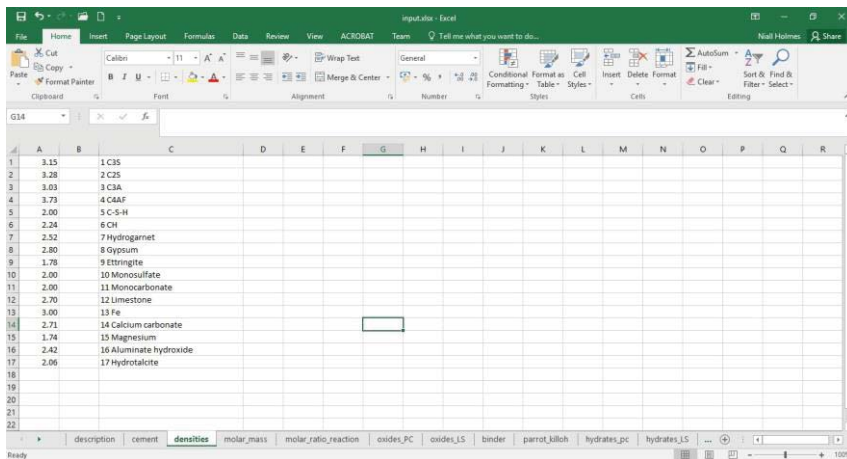 input.xlsx - Excel
File Home Insert Page Layout Formulas Data Review View ACROBAT Team Tell me what you want to do... Niall Holmes Share
Cut Calibri 11 Wrap Text General AutoSum
Copy Fill
Paste Format Painter B I U Merge & Center % Conditional Format as Cell Insert Delete Format Clear Sort & Find &
Formatting Table Styles Filter Select
Clipboard Font Alignment Number Styles Cells Editing
G14 fx
A B C D E F G H I J K L M N O P Q R
1 3.15 1 C3S
2 3.28 2 C2S
3 3.03 3 C3A
4 3.73 4 C4AF
5 2.00 5 C-S-H
6 2.24 6 CH
7 2.52 7 Hydrogarnet
8 2.80 8 Gypsum
9 1.78 9 Ettringite
10 2.00 10 Monosulfate
11 2.00 11 Monocarbonate
12 2.70 12 Limestone
13 3.00 13 Fe
14 2.71 14 Calcium carbonate
15 1.74 15 Magnesium
16 2.42 16 Aluminate hydroxide
17 2.06 17 Hydrotalcite
18
19
20
21
22
description cement densities molar_mass molar_ratio_reaction oxides_PC oxides_LS binder parrot_killoh hydrates_pc hydrates_LS ...
Ready 100%